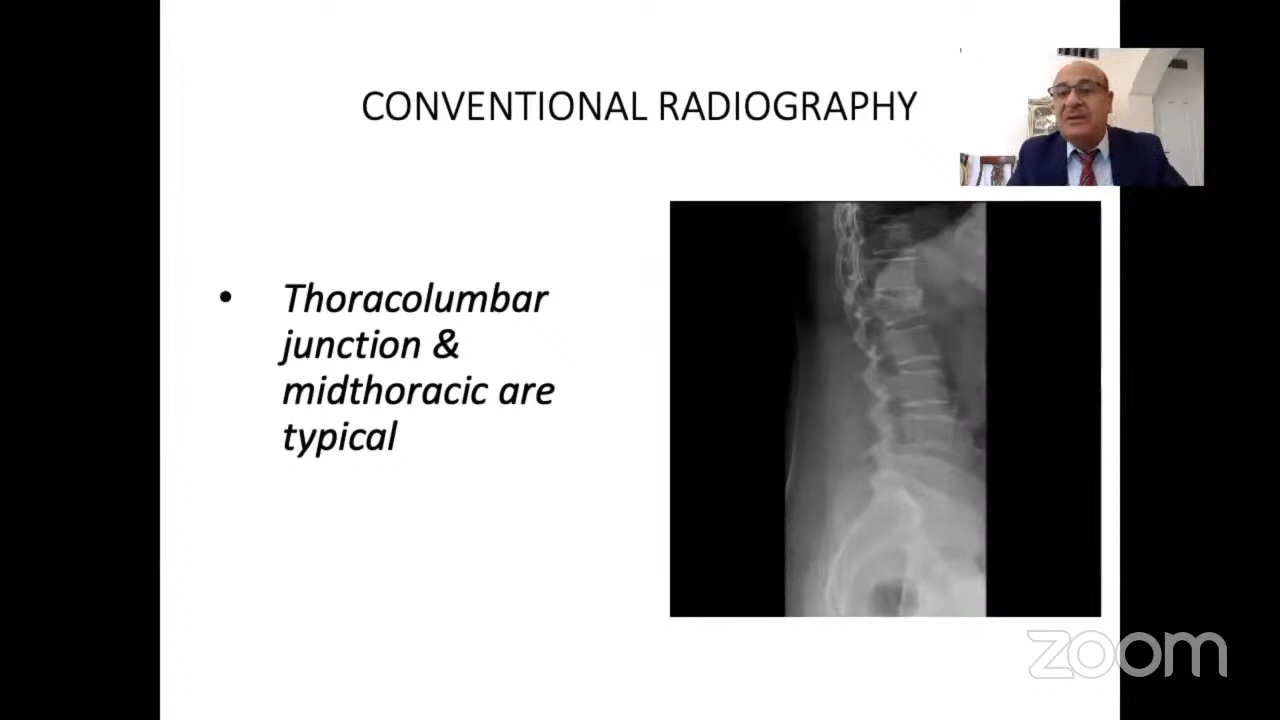 CONVENTIONAL RADIOGRAPHY
• Thoracolumbar
junction &
midthoracic are
typical
zoom